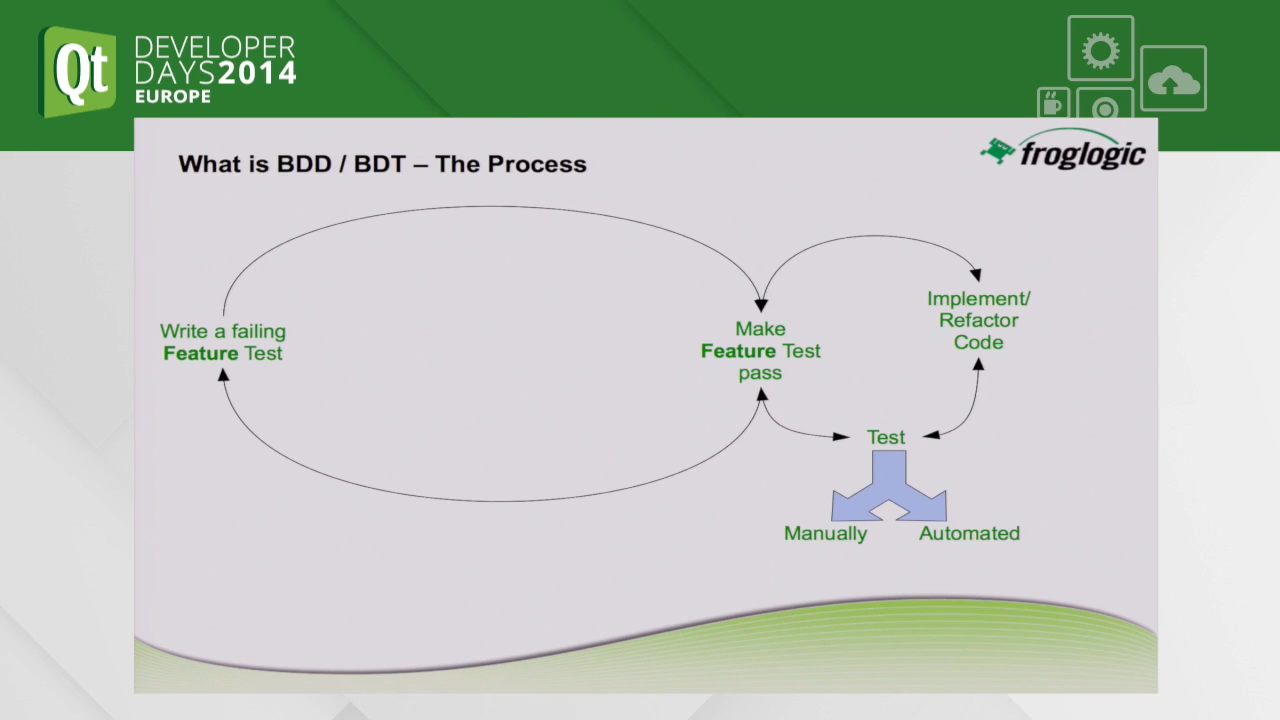 Qt
DEVELOPER
DAYS2014
EUROPE
What is BDD / BDT – The Process
froglogic
Write a failing
Feature Test
Make
Feature Test
pass
Implement/
Refactor
Code
Test
Manually
Automated